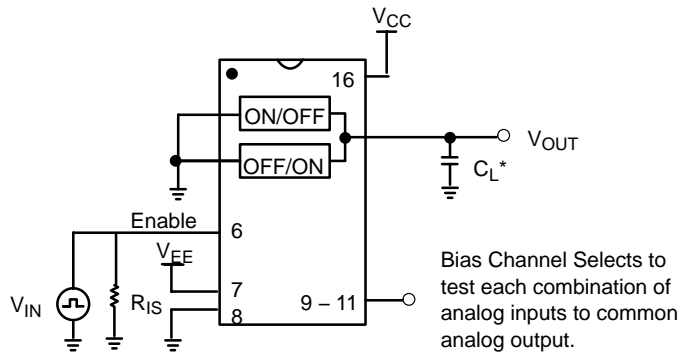 VCC
16
ON/OFF
VOUT
OFF/ON
CL*
Enable
6
VEE
VIN
RIS
7
8
9 – 11
Bias Channel Selects to
test each combination of
analog inputs to common
analog output.